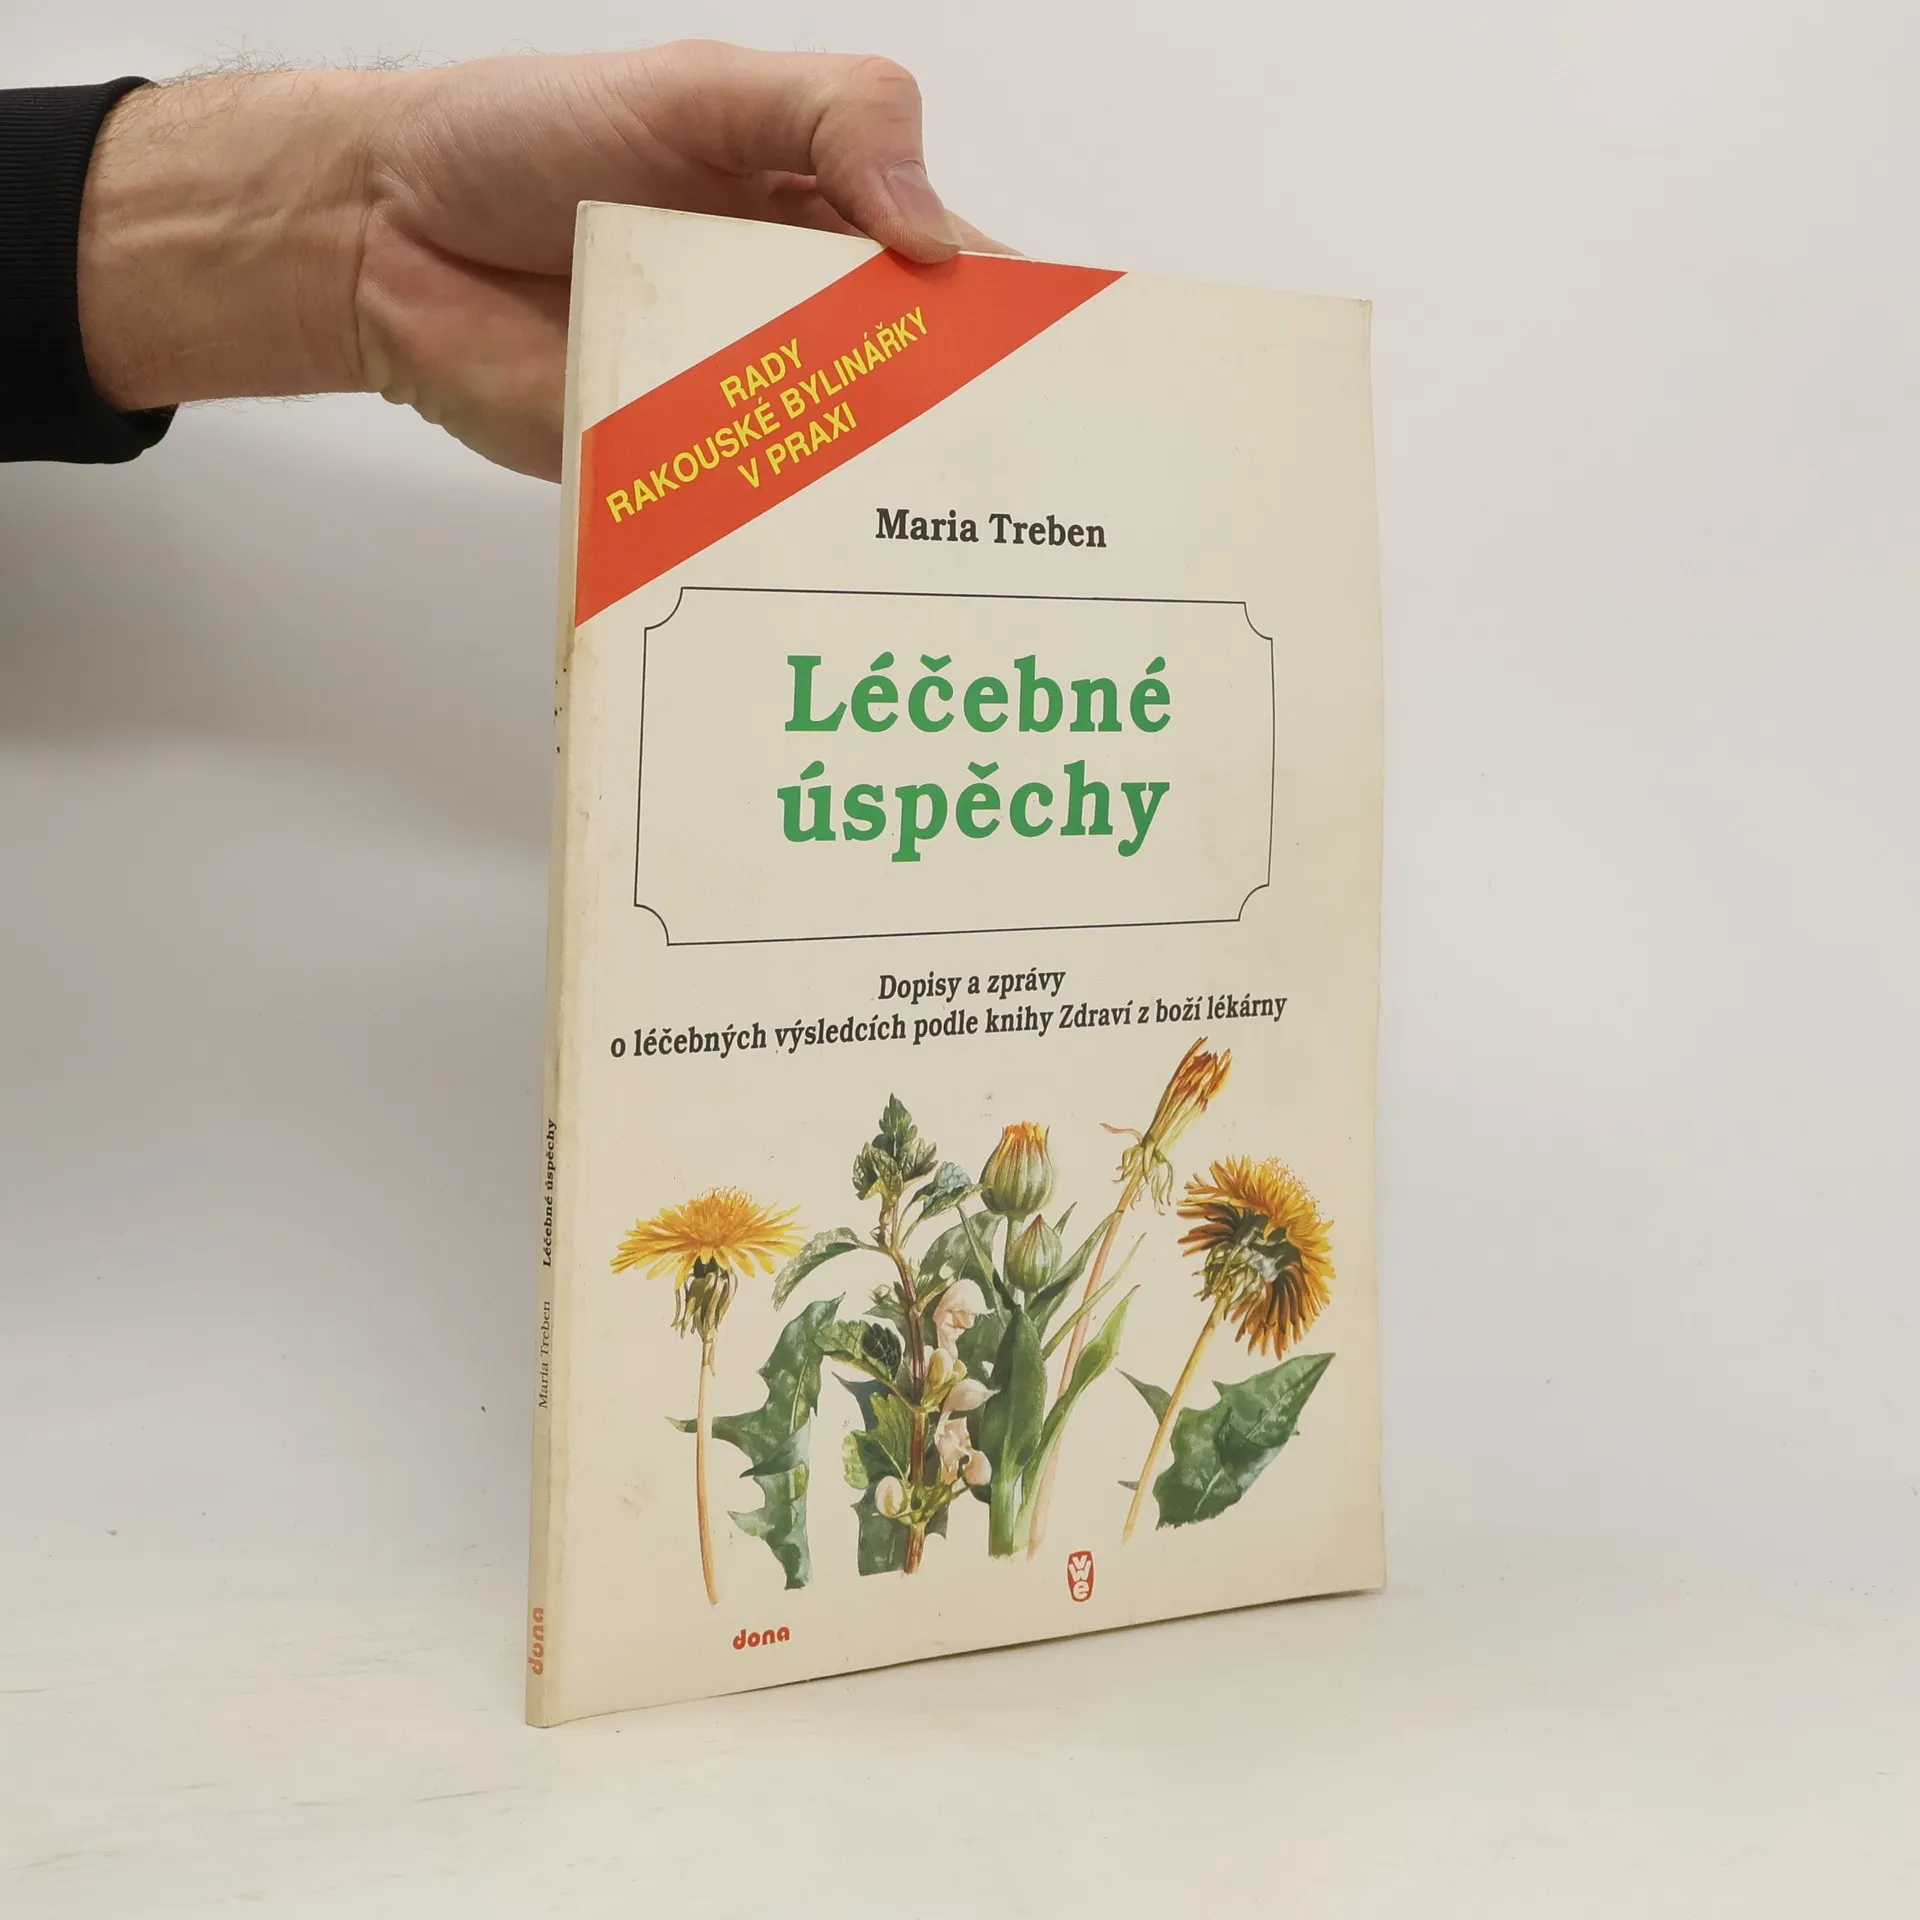 RADY
RAKOUSKÉ BYLINÁŘKY
V PRAXI
Maria Treben
Léčebné
úspěchy
Dopisy a zprávy
o léčebných výsledcích podle knihy Zdraví z boží lékárny
dona
vwe
Maria Treben Léčebné úspěchy
dona